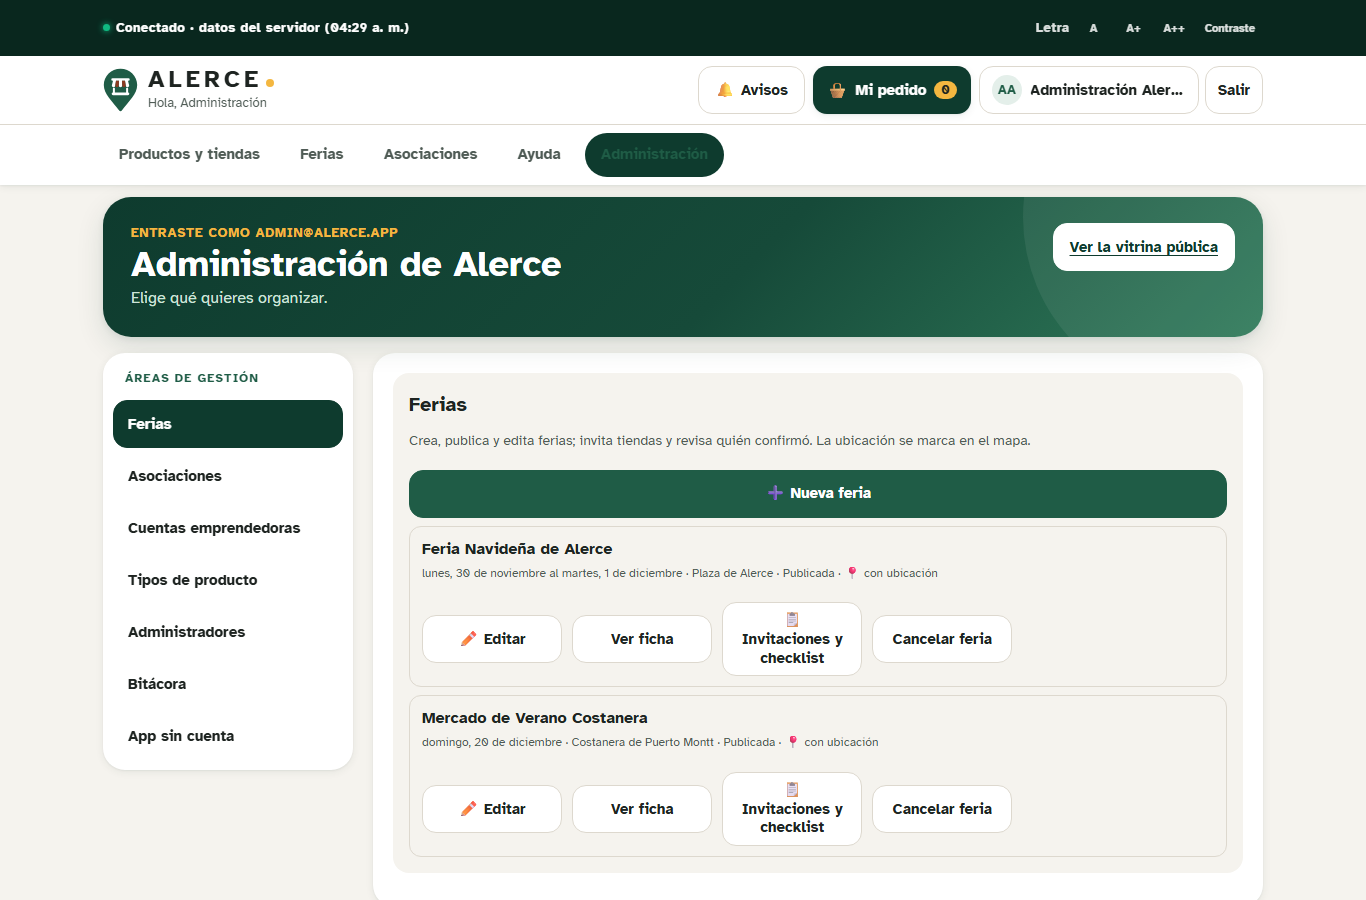 Conectado · datos del servidor (04:29 a. m.)
Letra A A+ A++ Contraste
ALERCE
Hola, Administración
Avisos
Mi pedido 0
AA Administración Aler...
Salir
Productos y tiendas
Ferias
Asociaciones
Ayuda
Administración
ENTRASTE COMO ADMIN@ALERCE.APP
Administración de Alerce
Elige qué quieres organizar.
Ver la vitrina pública
ÁREAS DE GESTIÓN
Ferias
Asociaciones
Cuentas emprendedoras
Tipos de producto
Administradores
Bitácora
App sin cuenta
Ferias
Crea, publica y edita ferias; invita tiendas y revisa quién confirmó. La ubicación se marca en el mapa.
Nueva feria
Feria Navideña de Alerce
lunes, 30 de noviembre al martes, 1 de diciembre · Plaza de Alerce · Publicada · con ubicación
Editar
Ver ficha
Invitaciones y
checklist
Cancelar feria
Mercado de Verano Costanera
domingo, 20 de diciembre · Costanera de Puerto Montt · Publicada · con ubicación
Editar
Ver ficha
Invitaciones y
checklist
Cancelar feria